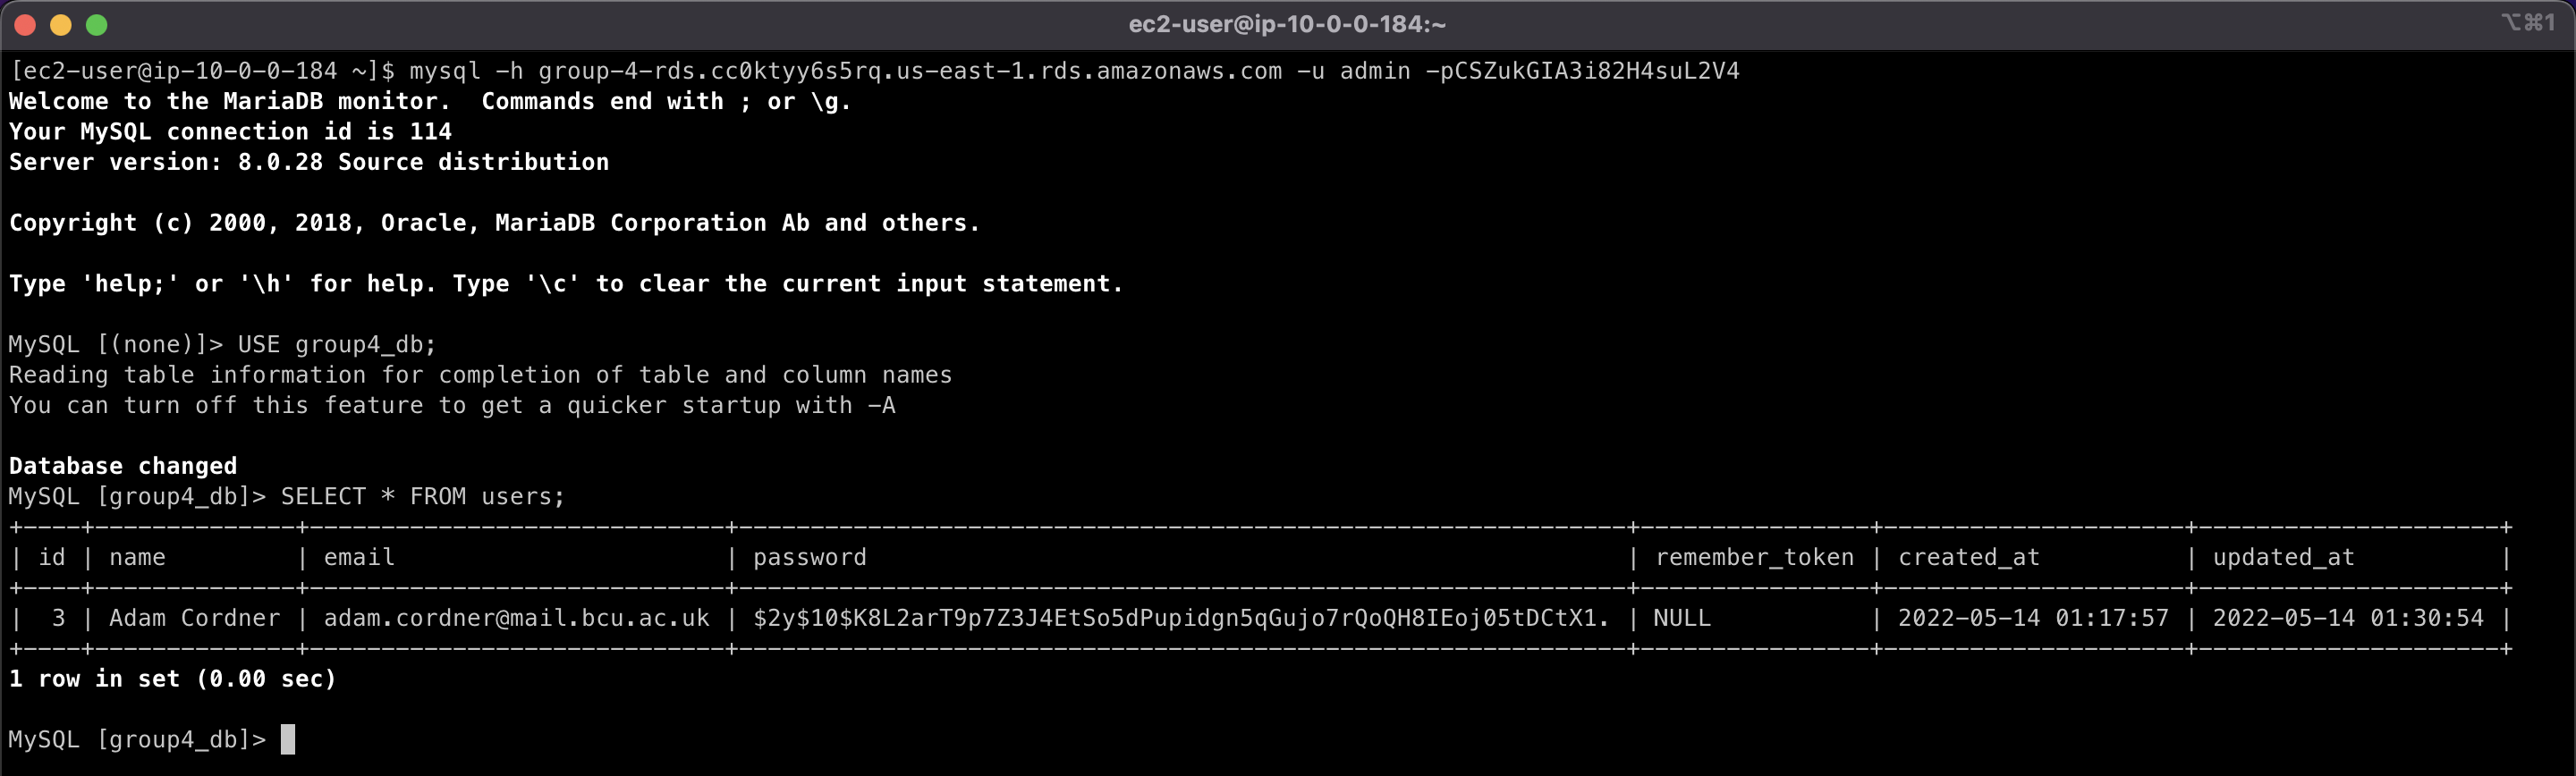 ec2-user@ip-10-0-0-184:~
⌥⌘1
[ec2-user@ip-10-0-0-184 ~]$ mysql -h group-4-rds.cc0ktyy6s5rq.us-east-1.rds.amazonaws.com -u admin -pCSZukGIA3i82H4suL2V4
Welcome to the MariaDB monitor.  Commands end with ; or \g.
Your MySQL connection id is 114
Server version: 8.0.28 Source distribution
Copyright (c) 2000, 2018, Oracle, MariaDB Corporation Ab and others.
Type 'help;' or '\h' for help. Type '\c' to clear the current input statement.
MySQL [(none)]> USE group4_db;
Reading table information for completion of table and column names
You can turn off this feature to get a quicker startup with -A
Database changed
MySQL [group4_db]> SELECT * FROM users;
+----+--------------+-----------------------------+--------------------------------------------------------------+----------------+---------------------+---------------------+
| id | name         | email                       | password                                                     | remember_token | created_at          | updated_at          |
+----+--------------+-----------------------------+--------------------------------------------------------------+----------------+---------------------+---------------------+
|  3 | Adam Cordner | adam.cordner@mail.bcu.ac.uk | $2y$10$K8L2arT9p7Z3J4EtSo5dPupidgn5qGujo7rQoQH8IEoj05tDCtX1. | NULL           | 2022-05-14 01:17:57 | 2022-05-14 01:30:54 |
+----+--------------+-----------------------------+--------------------------------------------------------------+----------------+---------------------+---------------------+
1 row in set (0.00 sec)
MySQL [group4_db]>